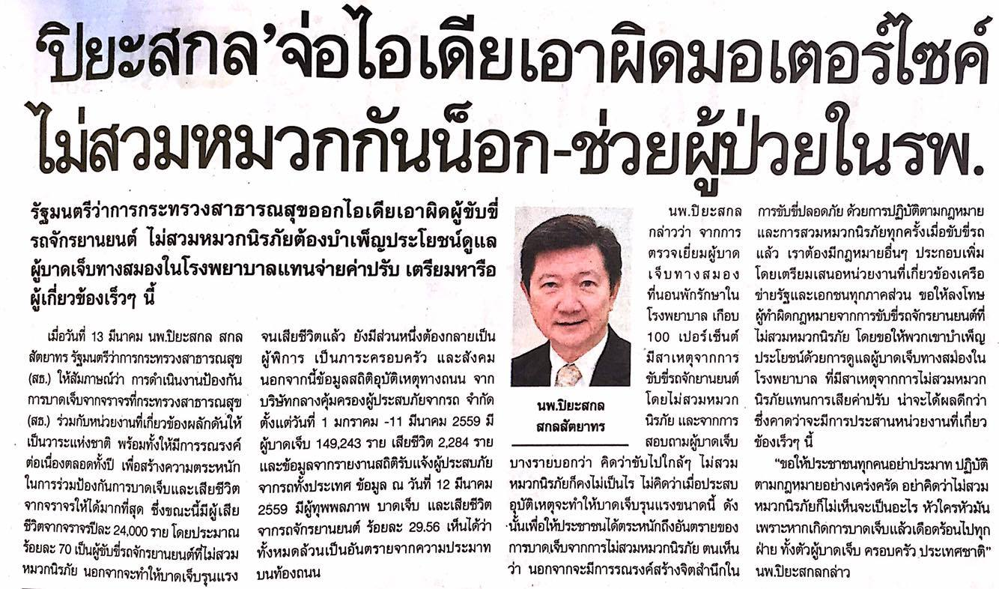 ‘ปิยะสกล’จ่อไอเดียเอาผิดมอเตอร์ไซค์
ไม่สวมหมวกกันน็อก-ช่วยผู้ป่วยในรพ.
รัฐมนตรีว่าการกระทรวงสาธารณสุขออกไอเดียเอาผิดผู้ขับขี่
รถจักรยานยนต์ ไม่สวมหมวกนิรภัยต้องบำเพ็ญประโยชน์ดูแล
ผู้บาดเจ็บทางสมองในโรงพยาบาลแทนจ่ายค่าปรับ เตรียมหารือ
ผู้เกี่ยวข้องเร็วๆ นี้
เมื่อวันที่ 13 มีนาคม นพ.ปิยะสกล สกล
สัตยาทร รัฐมนตรีว่าการกระทรวงสาธารณสุข
(สธ.) ให้สัมภาษณ์ว่า การดำเนินงานป้องกัน
การบาดเจ็บจากจราจรที่กระทรวงสาธารณสุข
(สธ.) ร่วมกับหน่วยงานที่เกี่ยวข้องผลักดันให้
เป็นวาระแห่งชาติ พร้อมทั้งให้มีการรณรงค์
ต่อเนื่องตลอดทั้งปี เพื่อสร้างความตระหนัก
ในการร่วมป้องกันการบาดเจ็บและเสียชีวิต
จากจราจรให้ได้มากที่สุด ซึ่งขณะนี้มีผู้เสีย
ชีวิตจากจราจรปีละ 24,000 ราย โดยประมาณ
ร้อยละ 70 เป็นผู้ขับขี่รถจักรยานยนต์ที่ไม่สวม
หมวกนิรภัย นอกจากจะทำให้บาดเจ็บรุนแรง
จนเสียชีวิตแล้ว ยังมีส่วนหนึ่งต้องกลายเป็น
ผู้พิการ เป็นภาระครอบครัว และสังคม
นอกจากนี้ข้อมูลสถิติอุบัติเหตุทางถนน จาก
บริษัทกลางคุ้มครองผู้ประสบภัยจากรถ จำกัด
ตั้งแต่วันที่ 1 มกราคม -11 มีนาคม 2559 มี
ผู้บาดเจ็บ 149,243 ราย เสียชีวิต 2,284 ราย
และข้อมูลจากรายงานสถิติรับแจ้งผู้ประสบภัย
จากรถทั้งประเทศ ข้อมูล ณ วันที่ 12 มีนาคม
2559 มีผู้ทุพพลภาพ บาดเจ็บ และเสียชีวิต
จากรถจักรยานยนต์ ร้อยละ 29.56 เห็นได้ว่า
ทั้งหมดล้วนเป็นอันตรายจากความประมาท
บนท้องถนน
นพ.ปิยะสกล
สกลสัตยาทร
นพ.ปิยะสกล
กล่าวว่า จากการ
ตรวจเยี่ยมผู้บาด
เจ็บทางสมอง
ที่นอนพักรักษาใน
โรงพยาบาล เกือบ
100 เปอร์เซ็นต์
มีสาเหตุจากการ
ขับขี่รถจักยานยนต์
โดยไม่สวมหมวก
นิรภัย และจากการ
สอบถามผู้บาดเจ็บ
บางรายบอกว่า คิดว่าขับไปใกล้ๆ ไม่สวม
หมวกนิรภัยก็คงไม่เป็นไร ไม่คิดว่าเมื่อประสบ
อุบัติเหตุจะทำให้บาดเจ็บรุนแรงขนาดนี้ ดัง
นั้นเพื่อให้ประชาชนได้ตระหนักถึงอันตรายของ
การบาดเจ็บจากการไม่สวมหมวกนิรภัย ตนเห็น
ว่า นอกจากจะมีการรณรงค์สร้างจิตสำนึกใน
การขับขี่ปลอดภัย ด้วยการปฏิบัติตามกฎหมาย
และการสวมหมวกนิรภัยทุกครั้งเมื่อขับขี่รถ
แล้ว เราต้องมีกฎหมายอื่นๆ ประกอบเพิ่ม
โดยเตรียมเสนอหน่วยงานที่เกี่ยวข้องเครือ
ข่ายรัฐและเอกชนทุกภาคส่วน ขอให้ลงโทษ
ผู้ทำผิดกฎหมายจากการขับขี่รถจักรยานยนต์ที่
ไม่สวมหมวกนิรภัย โดยขอให้พวกเขาบำเพ็ญ
ประโยชน์ด้วยการดูแลผู้บาดเจ็บทางสมองใน
โรงพยาบาล ที่มีสาเหตุจากการไม่สวมหมวก
นิรภัยแทนการเสียค่าปรับ น่าจะได้ผลดีกว่า
ซึ่งคาดว่าจะมีการประสานหน่วยงานที่เกี่ยว
ข้องเร็วๆ นี้
“ขอให้ประชาชนทุกคนอย่าประมาท ปฏิบัติ
ตามกฎหมายอย่างเคร่งครัด อย่าคิดว่าไม่สวม
หมวกนิรภัยก็ไม่เห็นจะเป็นอะไร หัวใครหัวมัน
เพราะหากเกิดการบาดเจ็บแล้วเดือดร้อนไปทุก
ฝ่าย ทั้งตัวผู้บาดเจ็บ ครอบครัว ประเทศชาติ”
นพ.ปิยะสกลกล่าว